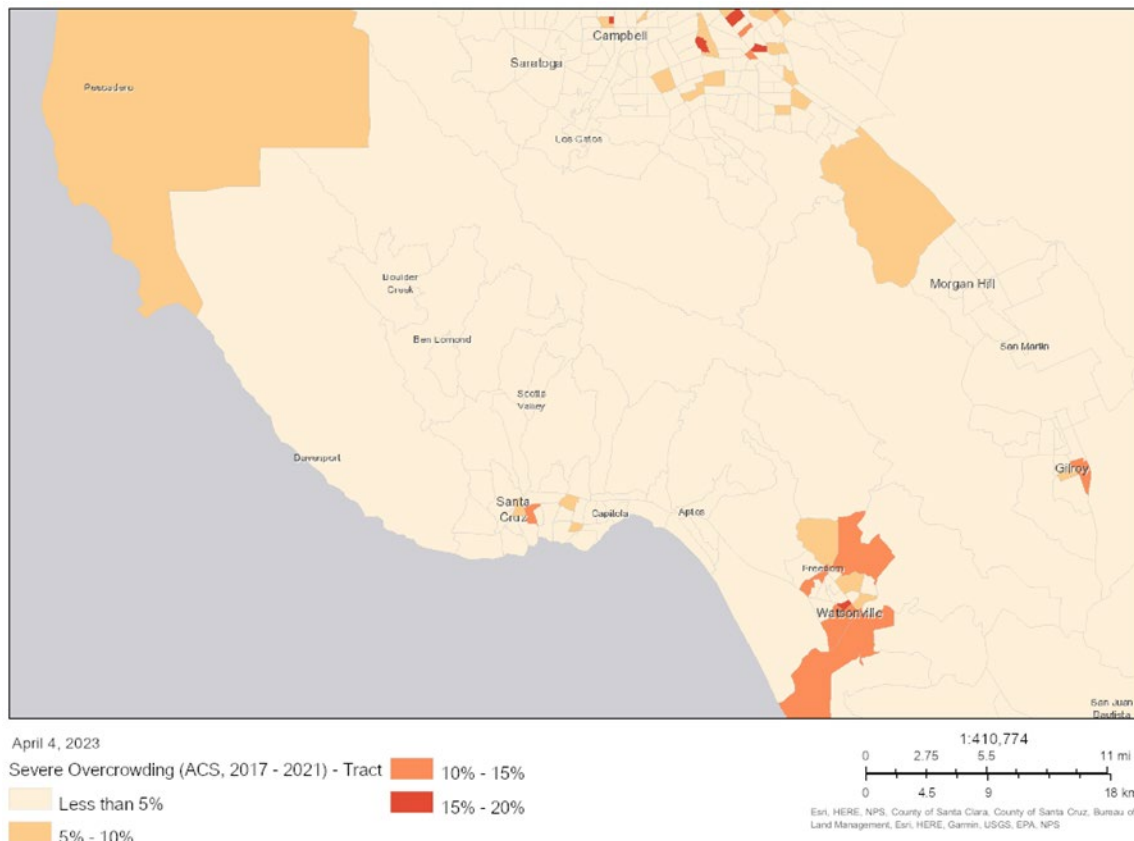 Campbell
Saratoga
Pescadero
Los Gatos
Boulder
Creek
Morgan Hill
Ben Lomond
San Martin
Scotts
Valley
Davenport
Gilroy
Santa
Cruz
Capitola
Aptos
Freedom
Watsonville
San Juan
Bautista
April 4, 2023
Severe Overcrowding (ACS, 2017 - 2021) - Tract
Less than 5%
5% - 10%
10% - 15%
15% - 20%
1:410,774
0 2.75 5.5 11 mi
0 4.5 9 18 km
Esri, HERE, NPS, County of Santa Clara, County of Santa Cruz, Bureau of
Land Management, Esri, HERE, Garmin, USGS, EPA, NPS